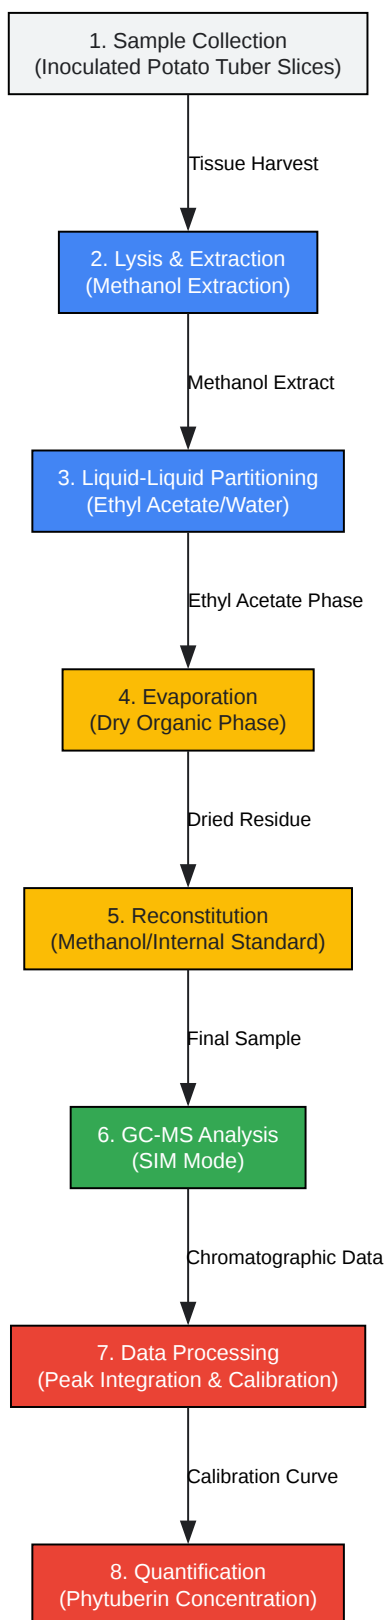 1. Sample Collection
(Inoculated Potato Tuber Slices)
Tissue Harvest
2. Lysis & Extraction
(Methanol Extraction)
Methanol Extract
3. Liquid-Liquid Partitioning
(Ethyl Acetate/Water)
Ethyl Acetate Phase
4. Evaporation
(Dry Organic Phase)
Dried Residue
5. Reconstitution
(Methanol/Internal Standard)
Final Sample
6. GC-MS Analysis
(SIM Mode)
Chromatographic Data
7. Data Processing
(Peak Integration & Calibration)
Calibration Curve
8. Quantification
(Phytuberin Concentration)